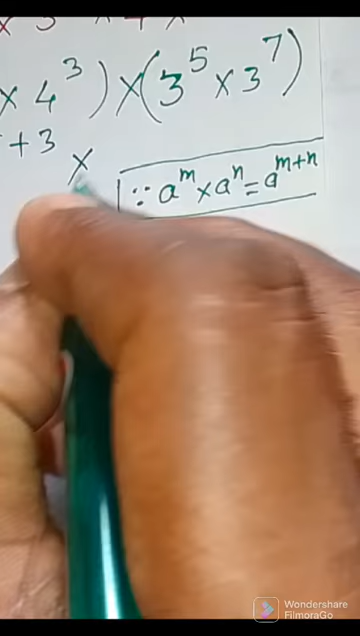 × 4³) × (3⁵ × 3⁷)
+ 3 ×
∵ aᵐ × aⁿ = aᵐ⁺ⁿ
Wondershare
FilmoraGo